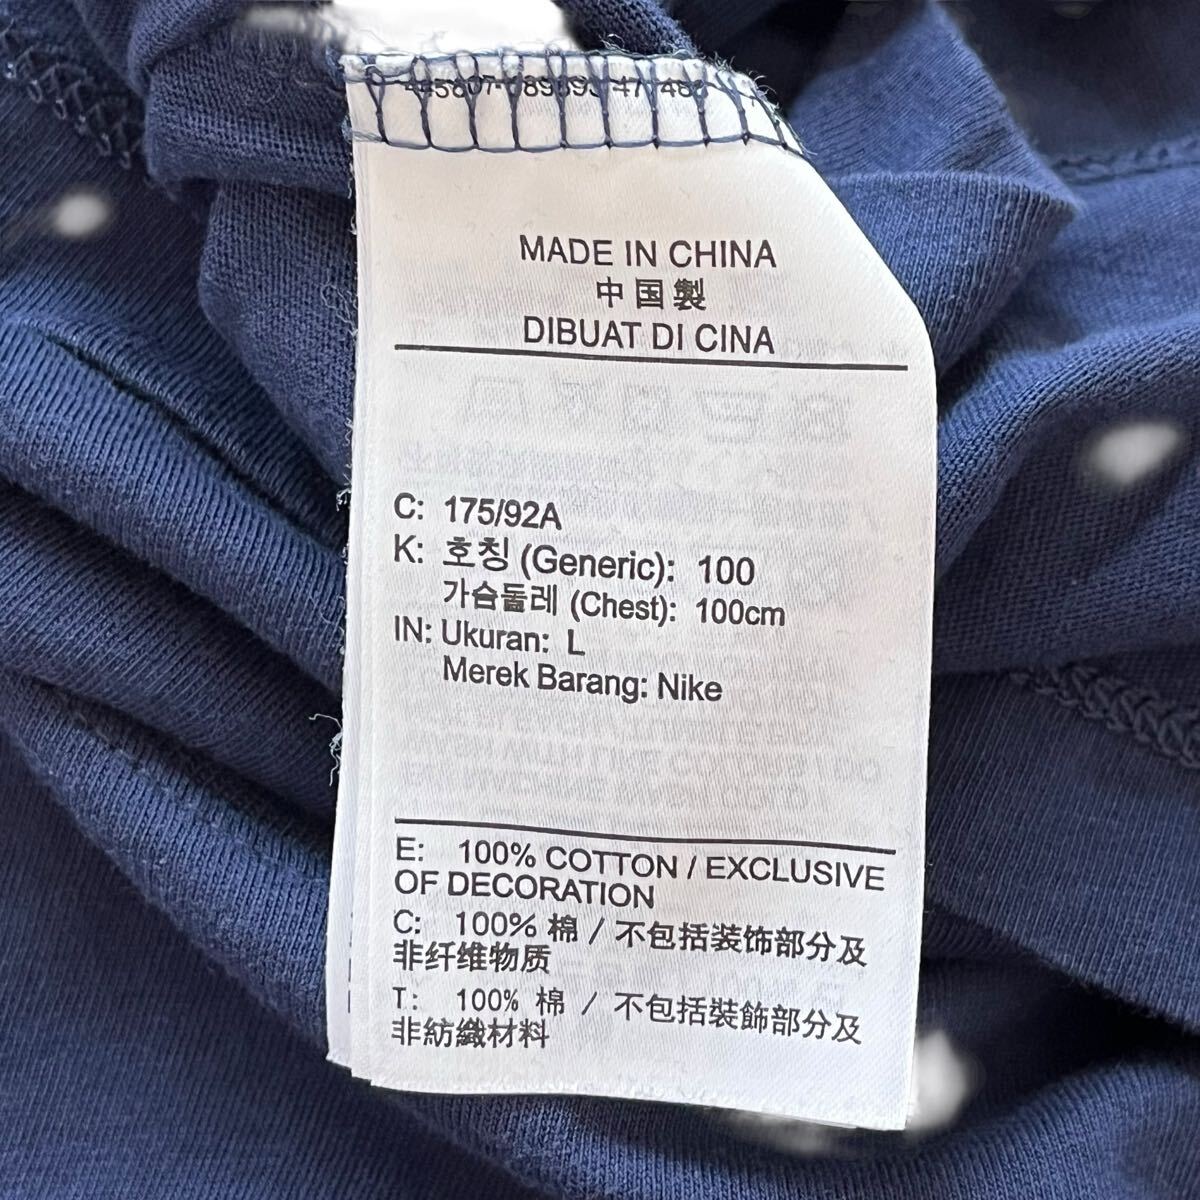 MADE IN CHINA
中国製
DIBUAT DI CINA
C: 175/92A
K: 호칭 (Generic): 100
가슴둘레 (Chest): 100cm
IN: Ukuran: L
Merek Barang: Nike
E: 100% COTTON / EXCLUSIVE
OF DECORATION
C: 100% 棉 / 不包括装饰部分及
非纤维物质
T: 100% 棉 / 不包括裝飾部分及
非紡織材料